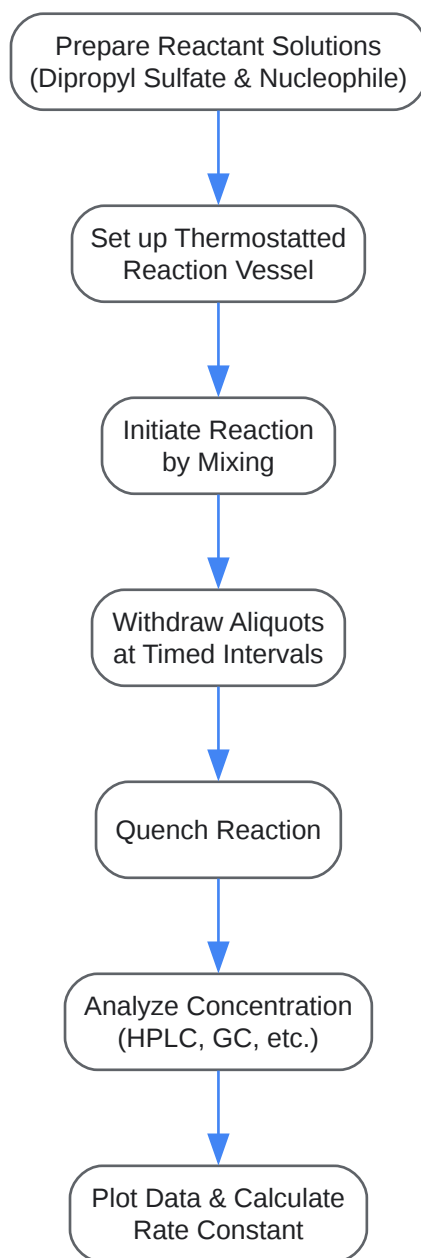 Prepare Reactant Solutions
(Dipropyl Sulfate & Nucleophile)
Set up Thermostatted
Reaction Vessel
Initiate Reaction
by Mixing
Withdraw Aliquots
at Timed Intervals
Quench Reaction
Analyze Concentration
(HPLC, GC, etc.)
Plot Data & Calculate
Rate Constant